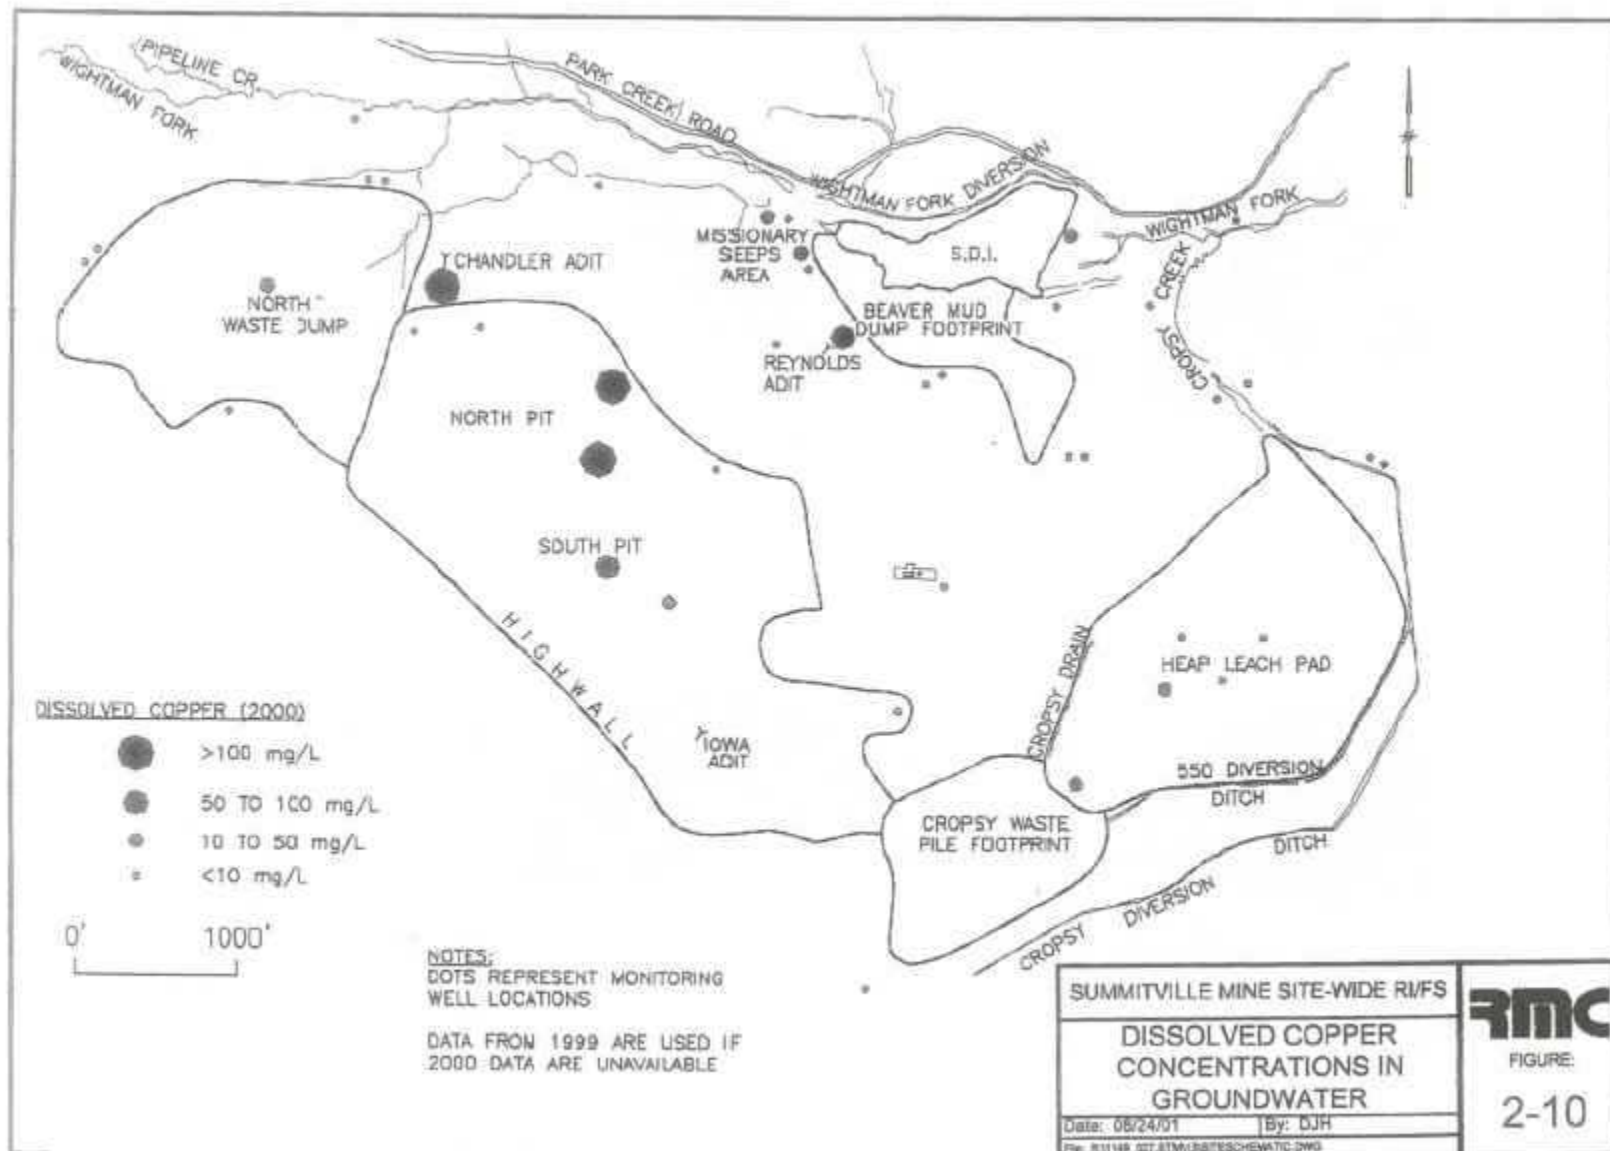 PIPELINE CR.
WIGHTMAN FORK
PARK CREEK ROAD
WIGHTMAN FORK DIVERSION
WIGHTMAN FORK
CROPSY CREEK
MISSIONARY
SEEPS
AREA
S.D.I.
CHANDLER ADIT
NORTH
WASTE DUMP
BEAVER MUD
DUMP FOOTPRINT
REYNOLDS
ADIT
NORTH PIT
SOUTH PIT
HIGHWALL
IOWA
ADIT
CROPSY DRAIN
HEAP LEACH PAD
550 DIVERSION
DITCH
CROPSY WASTE
PILE FOOTPRINT
CROPSY DIVERSION DITCH
DISSOLVED COPPER (2000)
>100 mg/L
50 TO 100 mg/L
10 TO 50 mg/L
<10 mg/L
0' 1000'
NOTES:
DOTS REPRESENT MONITORING
WELL LOCATIONS
DATA FROM 1999 ARE USED IF
2000 DATA ARE UNAVAILABLE
SUMMITVILLE MINE SITE-WIDE RI/FS
DISSOLVED COPPER
CONCENTRATIONS IN
GROUNDWATER
Date: 08/24/01 By: DJH
RMC
FIGURE:
2-10